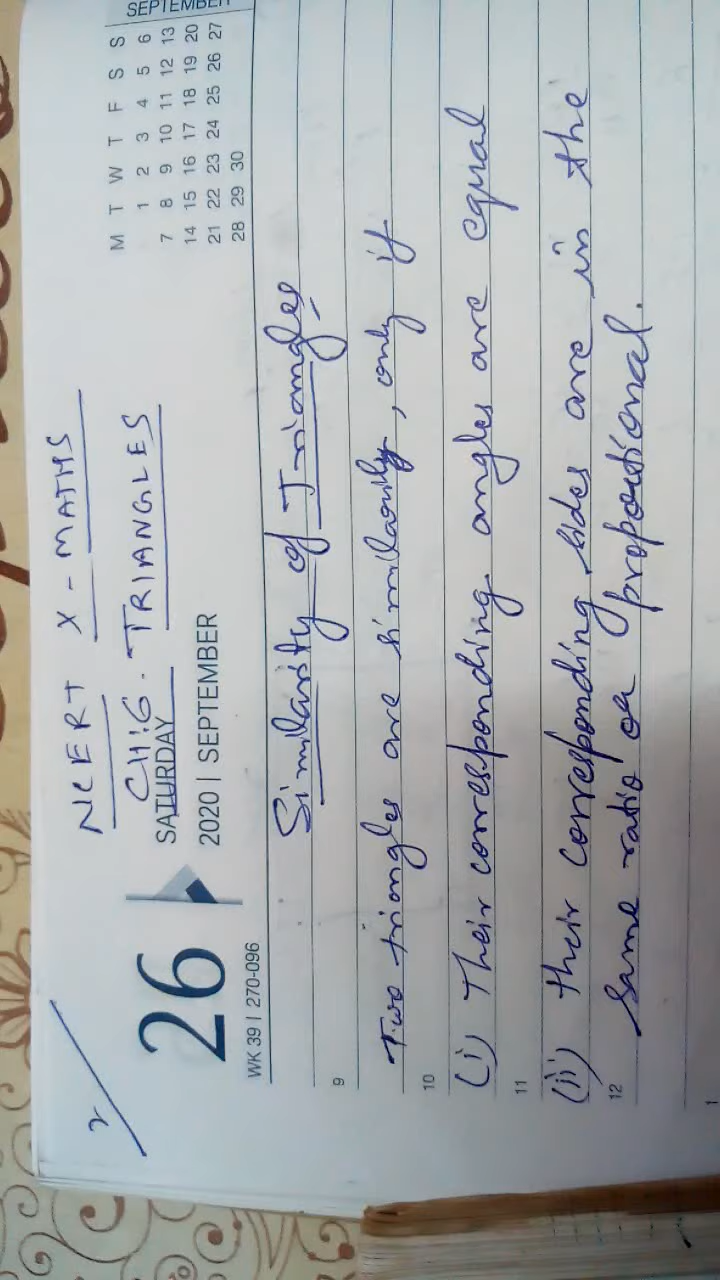 2
NCERT X - MATHS
CH:6. TRIANGLES
26
SATURDAY
2020 | SEPTEMBER
WK 39 | 270-096
SEPTEMBER
M T W T F S S
1 2 3 4 5 6
7 8 9 10 11 12 13
14 15 16 17 18 19 20
21 22 23 24 25 26 27
28 29 30
Similarity of Triangles
9
Two triangles are similarily, only if
10
(i) Their corresponding angles are equal
11
(ii) their corresponding sides are in the
12
same ratio or proportional.
1